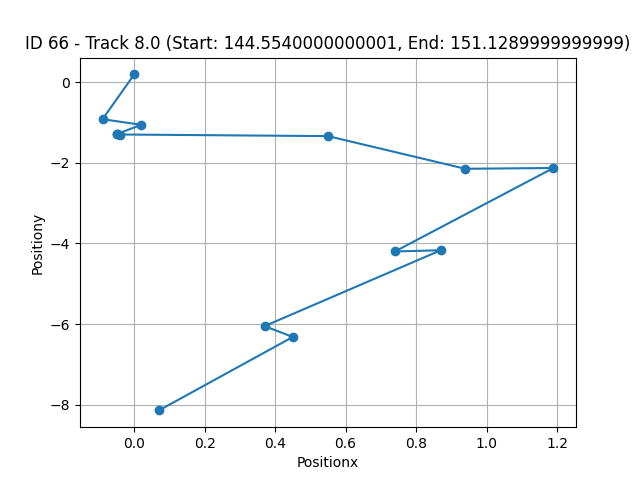 ID 66 - Track 8.0 (Start: 144.5540000000001, End: 151.1289999999999)
0
−2
−4
−6
−8
Positiony
0.0 0.2 0.4 0.6 0.8 1.0 1.2
Positionx